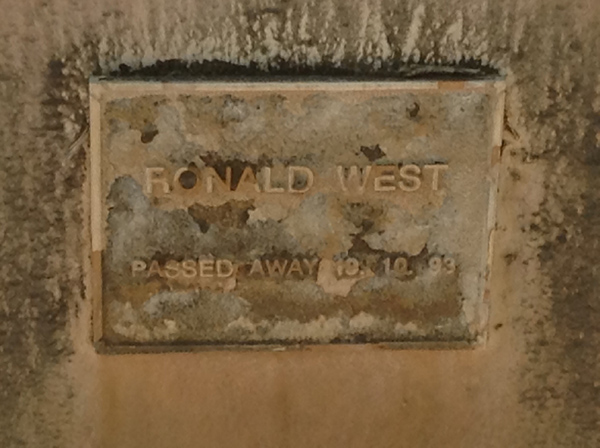 RONALD WEST
PASSED AWAY 19. 10. 93